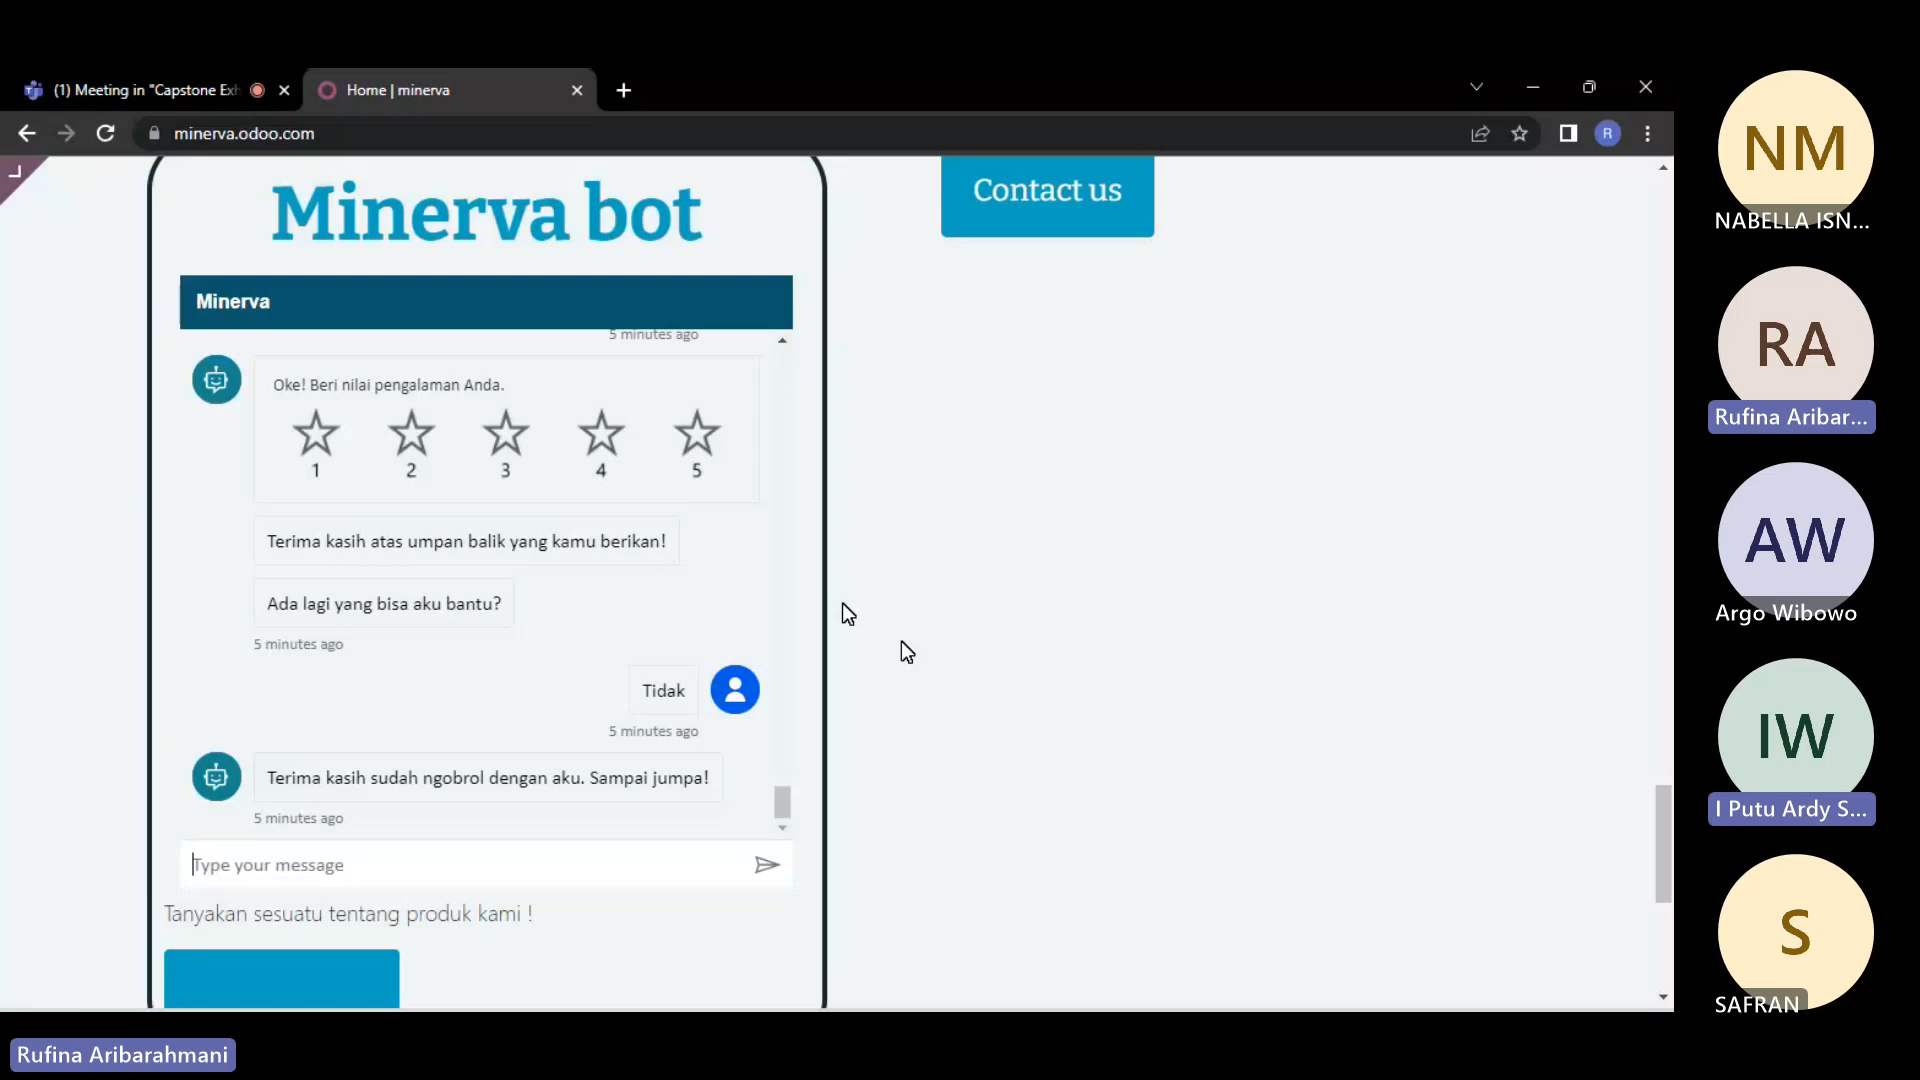 (1) Meeting in "Capstone Exh
Home | minerva
minerva.odoo.com
R
Minerva bot
Contact us
Minerva
5 minutes ago
Oke! Beri nilai pengalaman Anda.
1 2 3 4 5
Terima kasih atas umpan balik yang kamu berikan!
Ada lagi yang bisa aku bantu?
5 minutes ago
Tidak
5 minutes ago
Terima kasih sudah ngobrol dengan aku. Sampai jumpa!
5 minutes ago
Type your message
Tanyakan sesuatu tentang produk kami !
NM
NABELLA ISN...
RA
Rufina Aribar...
AW
Argo Wibowo
IW
I Putu Ardy S...
S
SAFRAN
Rufina Aribarahmani